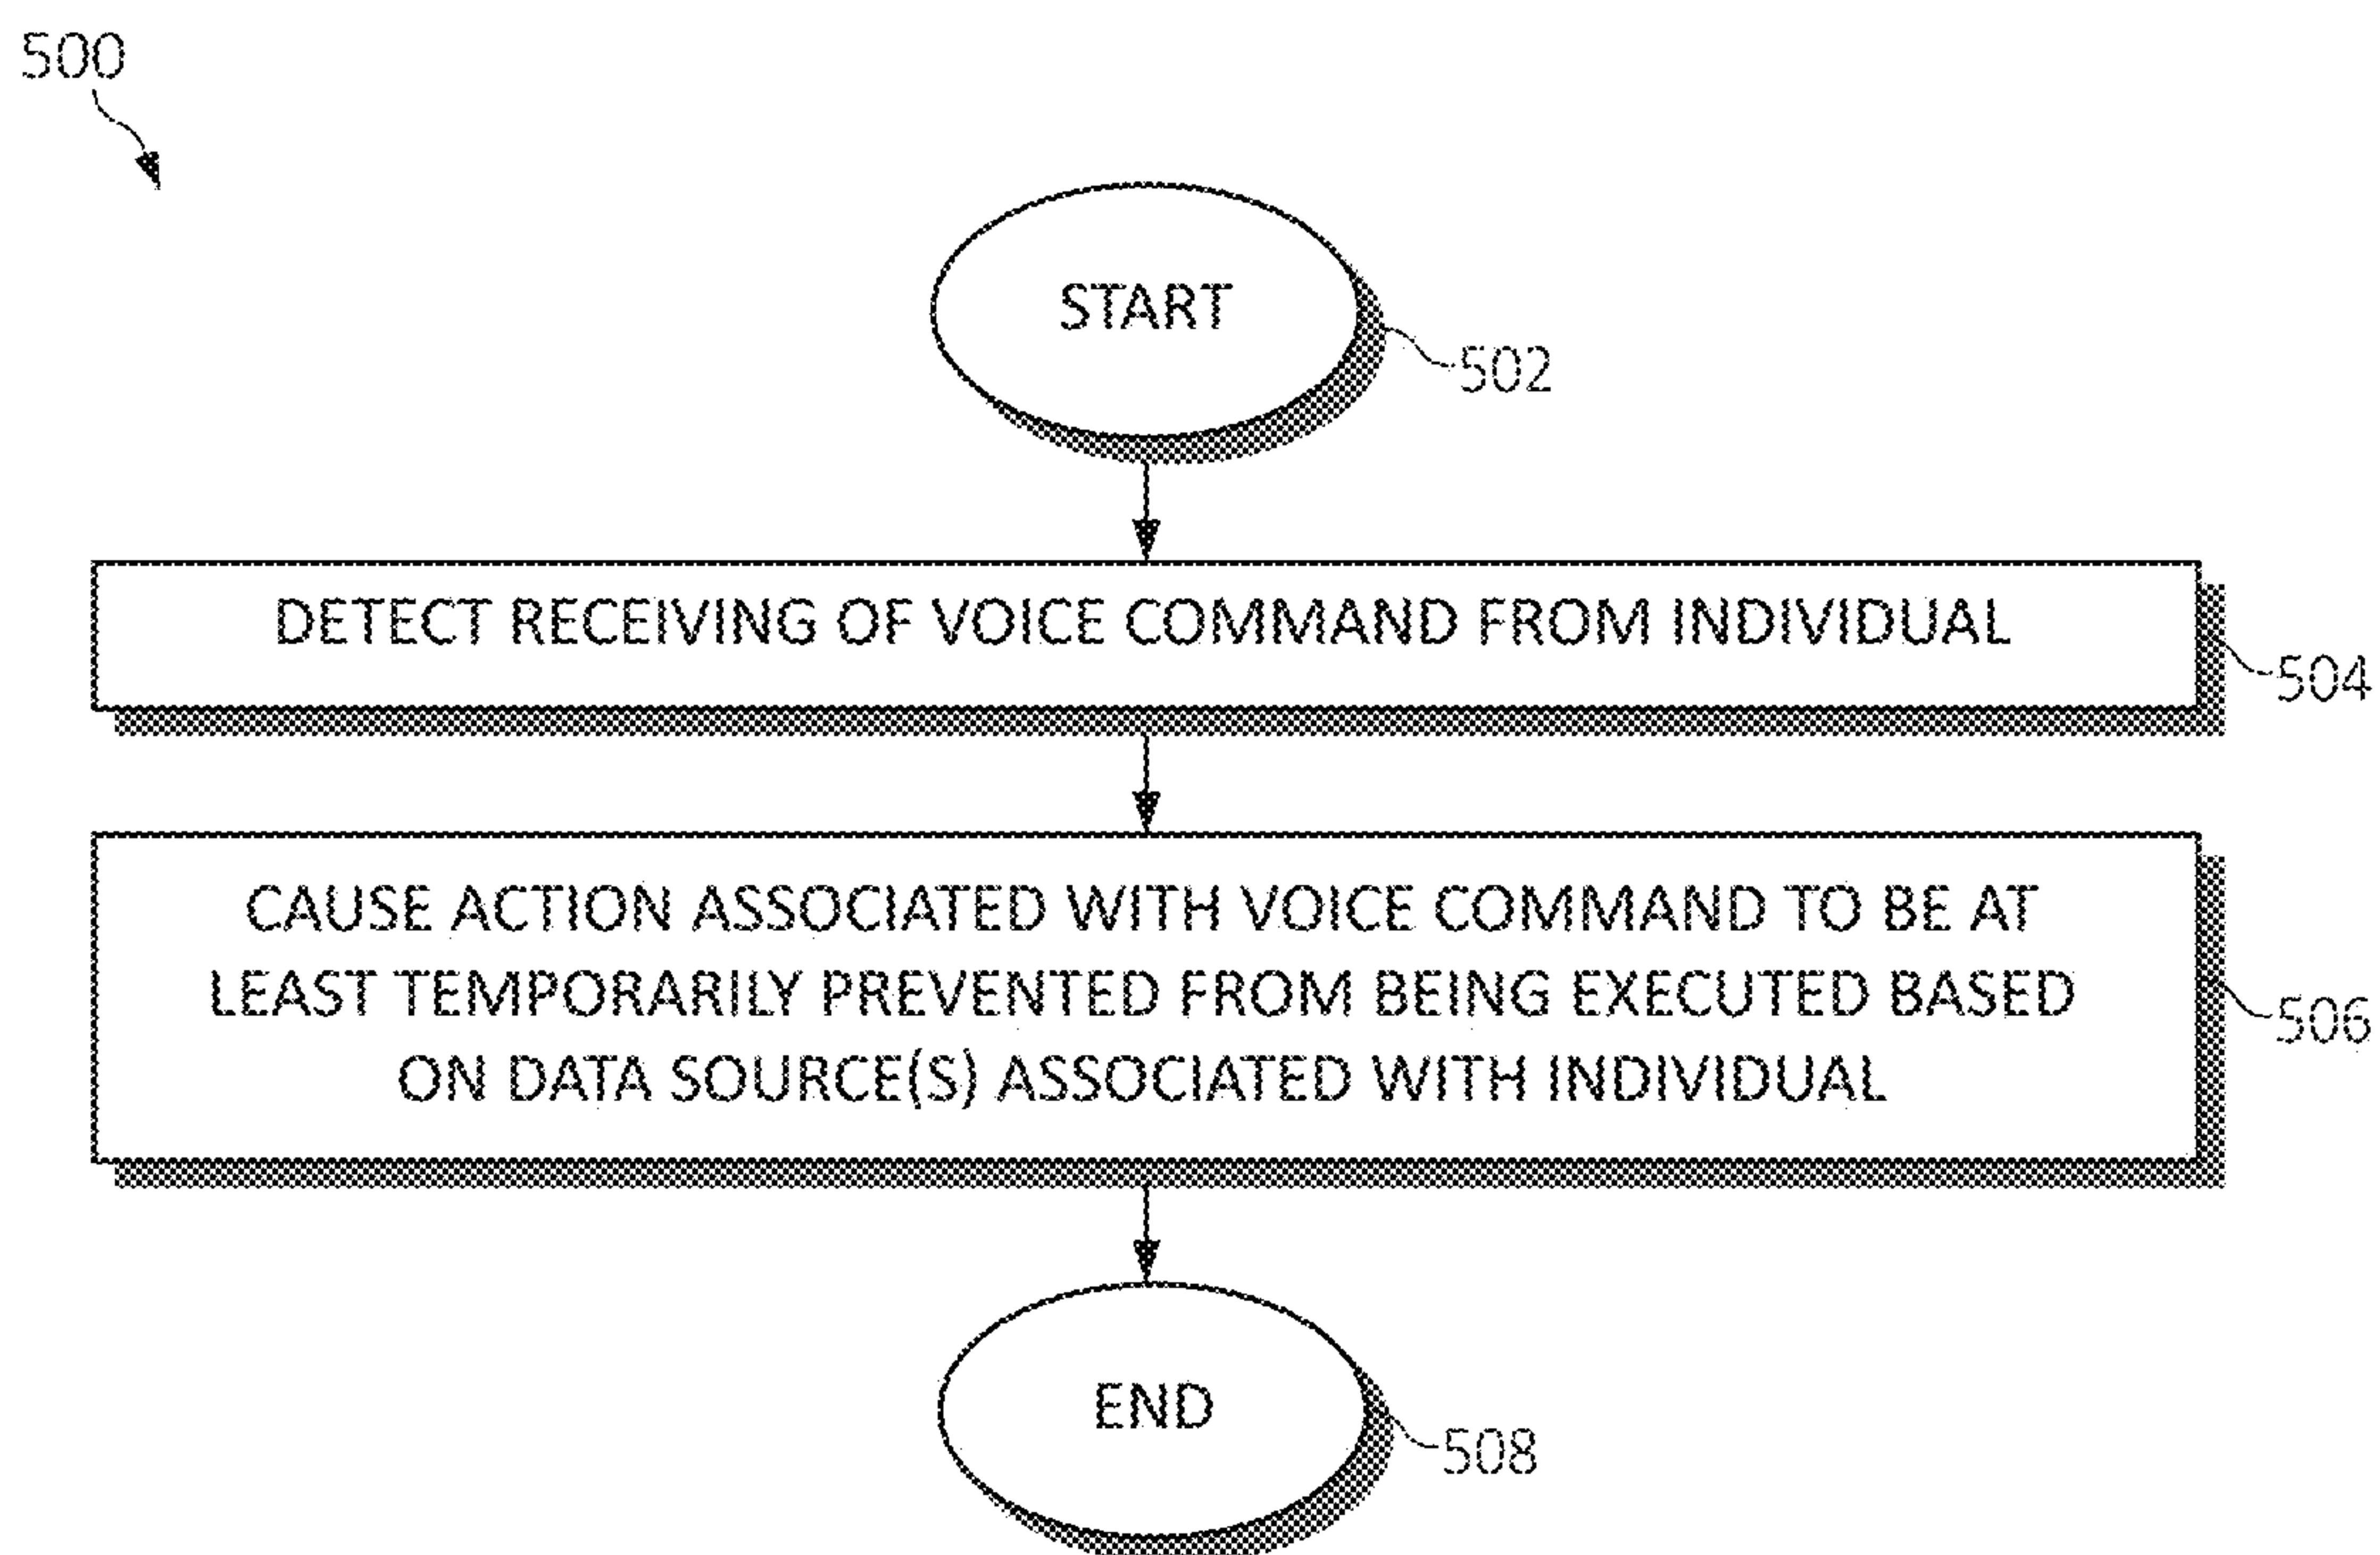 500
START
502
DETECT RECEIVING OF VOICE COMMAND FROM INDIVIDUAL
504
CAUSE ACTION ASSOCIATED WITH VOICE COMMAND TO BE AT
LEAST TEMPORARILY PREVENTED FROM BEING EXECUTED BASED
506
ON DATA SOURCE(S) ASSOCIATED WITH INDIVIDUAL
END
508